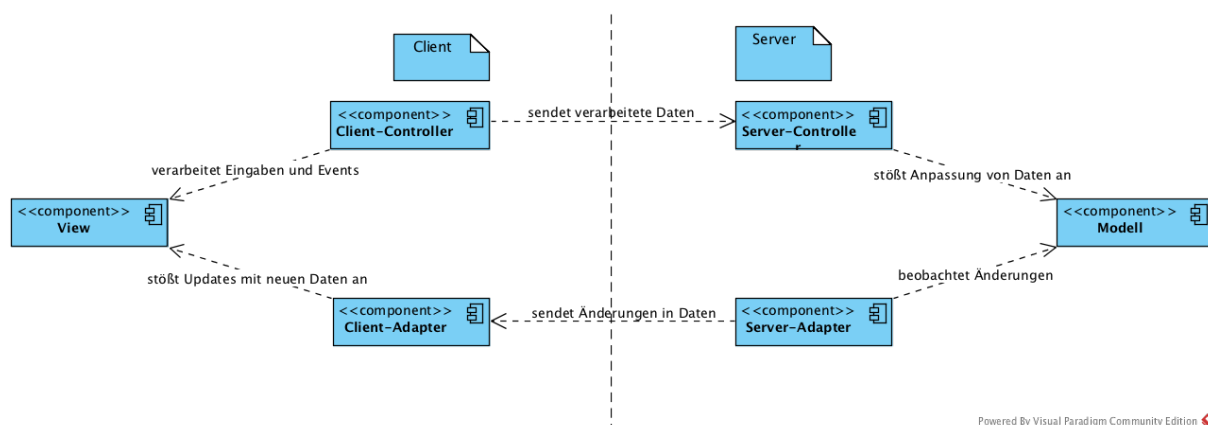 Client
Server
<<component>>
Client-Controller
sendet verarbeitete Daten
<<component>>
Server-Controlle
r
verarbeitet Eingaben und Events
stößt Anpassung von Daten an
<<component>>
View
<<component>>
Modell
stößt Updates mit neuen Daten an
beobachtet Änderungen
<<component>>
Client-Adapter
sendet Änderungen in Daten
<<component>>
Server-Adapter
Powered By Visual Paradigm Community Edition